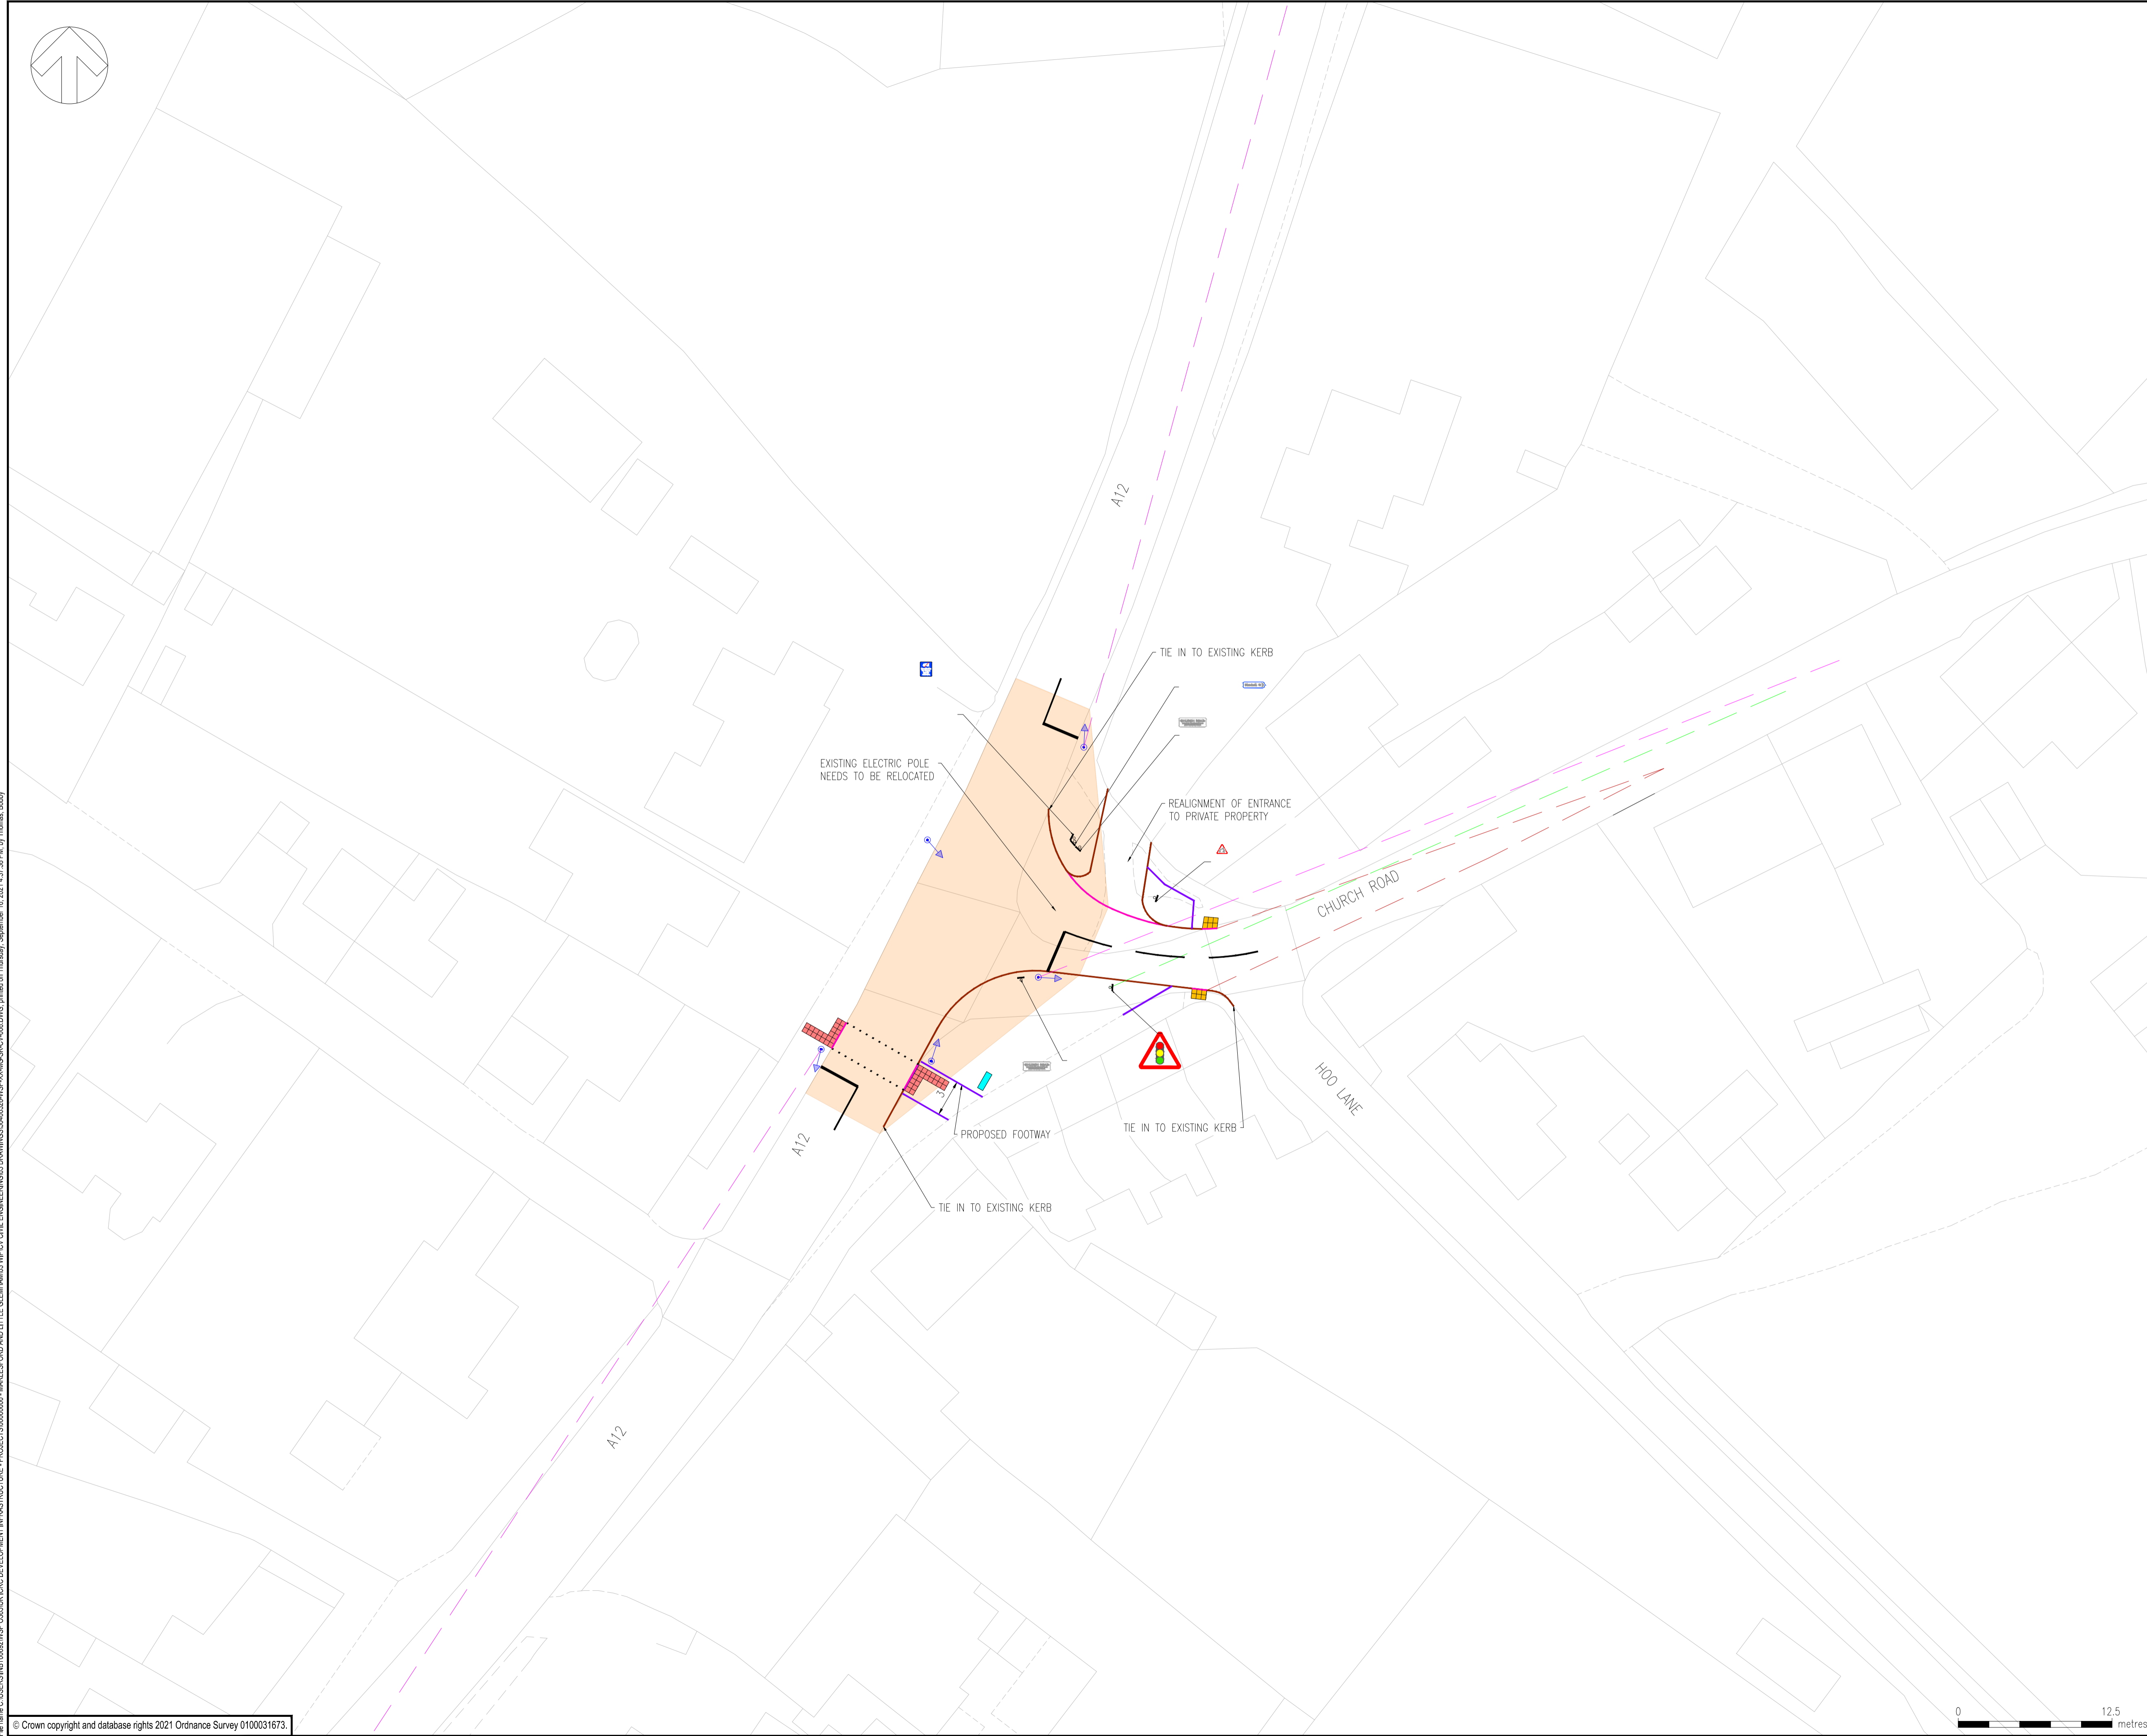 A12
TIE IN TO EXISTING KERB
EXISTING ELECTRIC POLE
NEEDS TO BE RELOCATED
REALIGNMENT OF ENTRANCE
TO PRIVATE PROPERTY
CHURCH ROAD
HOO LANE
3
TIE IN TO EXISTING KERB
PROPOSED FOOTWAY
A12
TIE IN TO EXISTING KERB
A12
© Crown copyright and database rights 2021 Ordnance Survey 0100031673.
0 12.5
metres